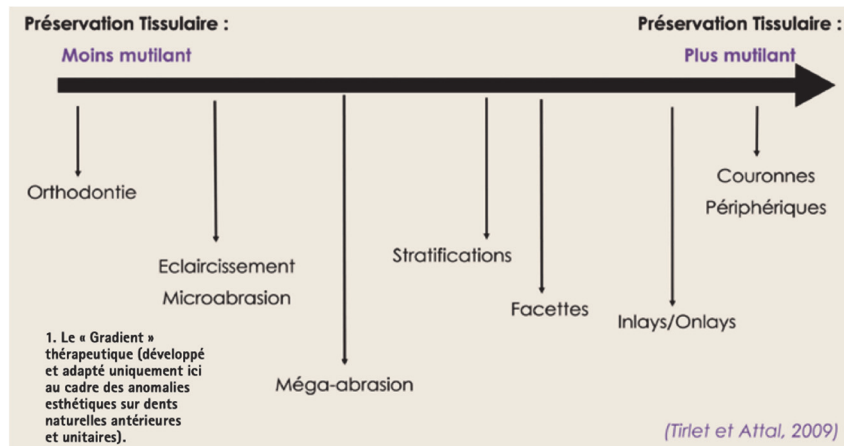 Préservation Tissulaire :
Moins mutilant
Préservation Tissulaire :
Plus mutilant
Orthodontie
Eclaircissement
Microabrasion
Méga-abrasion
Stratifications
Facettes
Inlays/Onlays
Couronnes
Périphériques
1. Le « Gradient »
thérapeutique (développé
et adapté uniquement ici
au cadre des anomalies
esthétiques sur dents
naturelles antérieures
et unitaires).
(Tirlet et Attal, 2009)